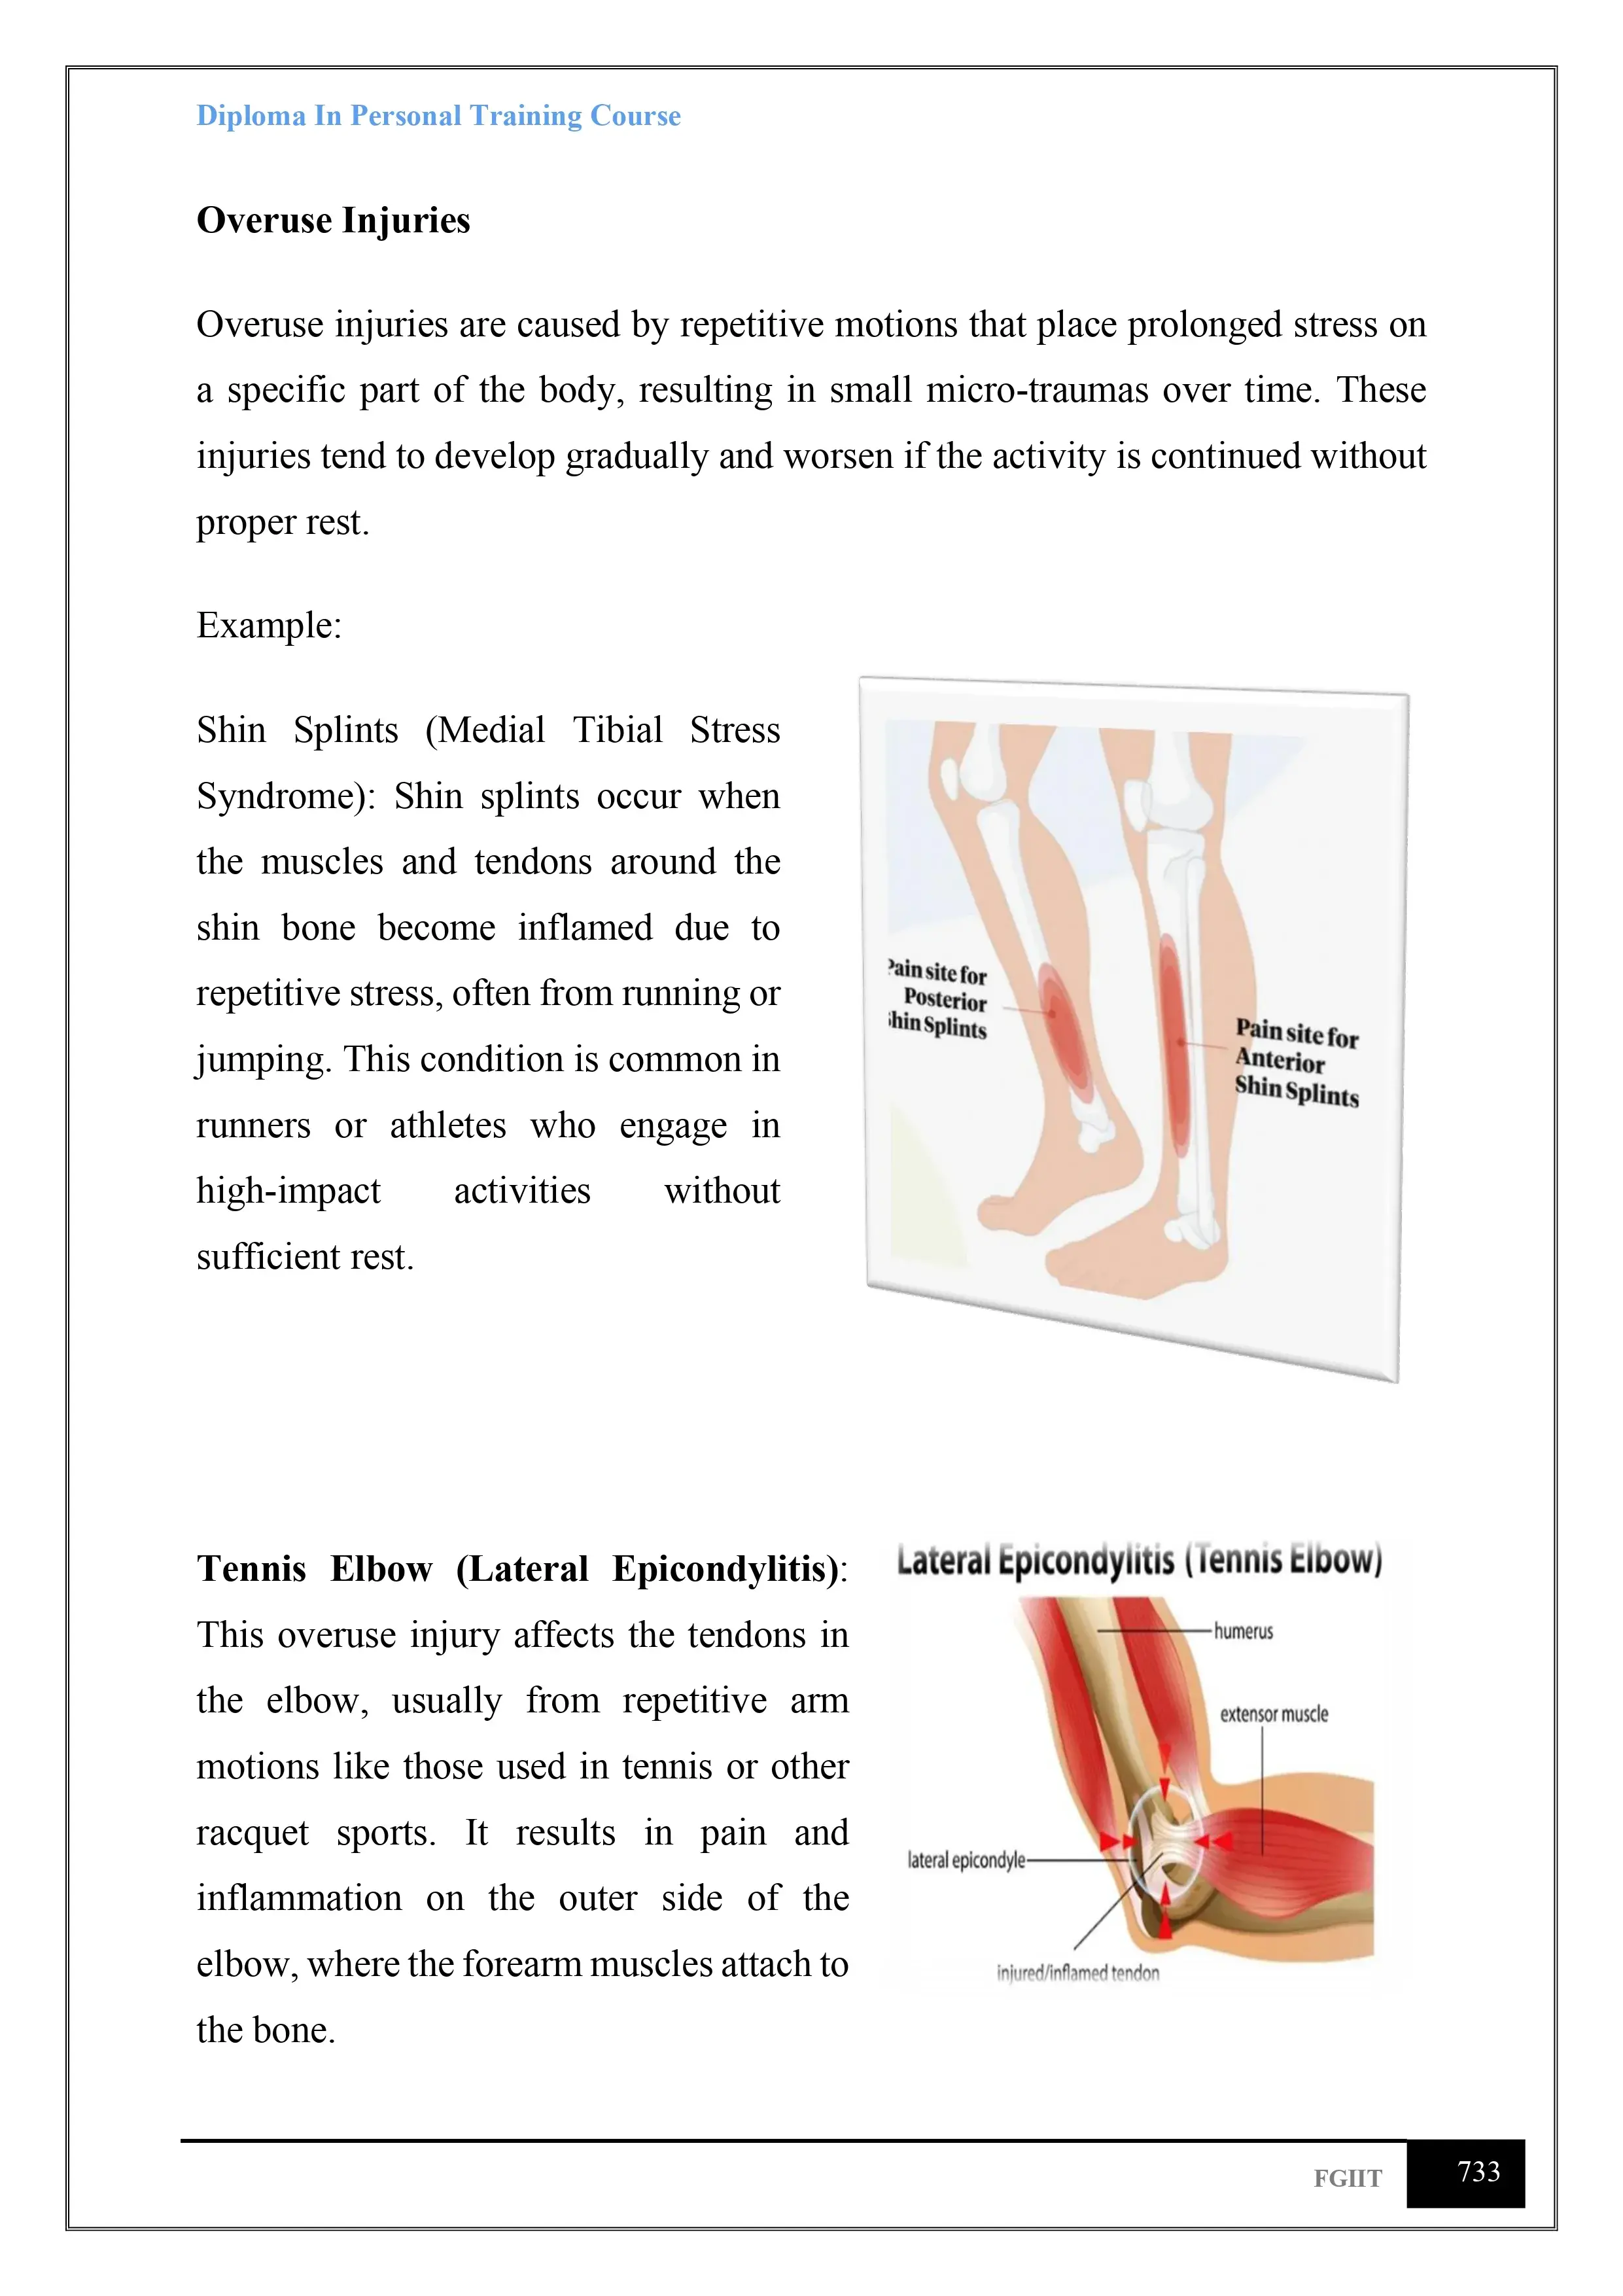 Diploma In Personal Training Course
Overuse Injuries
Overuse injuries are caused by repetitive motions that place prolonged stress on
a specific part of the body, resulting in small micro-traumas over time. These
injuries tend to develop gradually and worsen if the activity is continued without
proper rest.
Example:
Shin Splints (Medial Tibial Stress
Syndrome): Shin splints occur when
the muscles and tendons around the
shin bone become inflamed due to
repetitive stress, often from running or
jumping. This condition is common in
runners or athletes who engage in
high-impact activities without
sufficient rest.
Pain site for
Posterior
Shin Splints
Pain site for
Anterior
Shin Splints
Tennis Elbow (Lateral Epicondylitis):
This overuse injury affects the tendons in
the elbow, usually from repetitive arm
motions like those used in tennis or other
racquet sports. It results in pain and
inflammation on the outer side of the
elbow, where the forearm muscles attach to
the bone.
Lateral Epicondylitis (Tennis Elbow)
humerus
extensor muscle
lateral epicondyle
injured/inflamed tendon
FGIIT
733